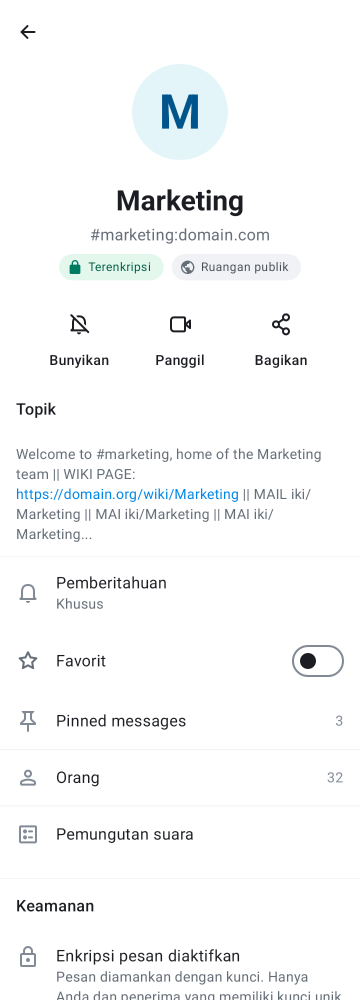 M
Marketing
#marketing:domain.com
Terenkripsi
Ruangan publik
Bunyikan
Panggil
Bagikan
Topik
Welcome to #marketing, home of the Marketing
team || WIKI PAGE:
https://domain.org/wiki/Marketing || MAIL iki/
Marketing || MAI iki/Marketing || MAI iki/
Marketing...
Pemberitahuan
Khusus
Favorit
Pinned messages
3
Orang
32
Pemungutan suara
Keamanan
Enkripsi pesan diaktifkan
Pesan diamankan dengan kunci. Hanya
Anda dan penerima yang memiliki kunci unik